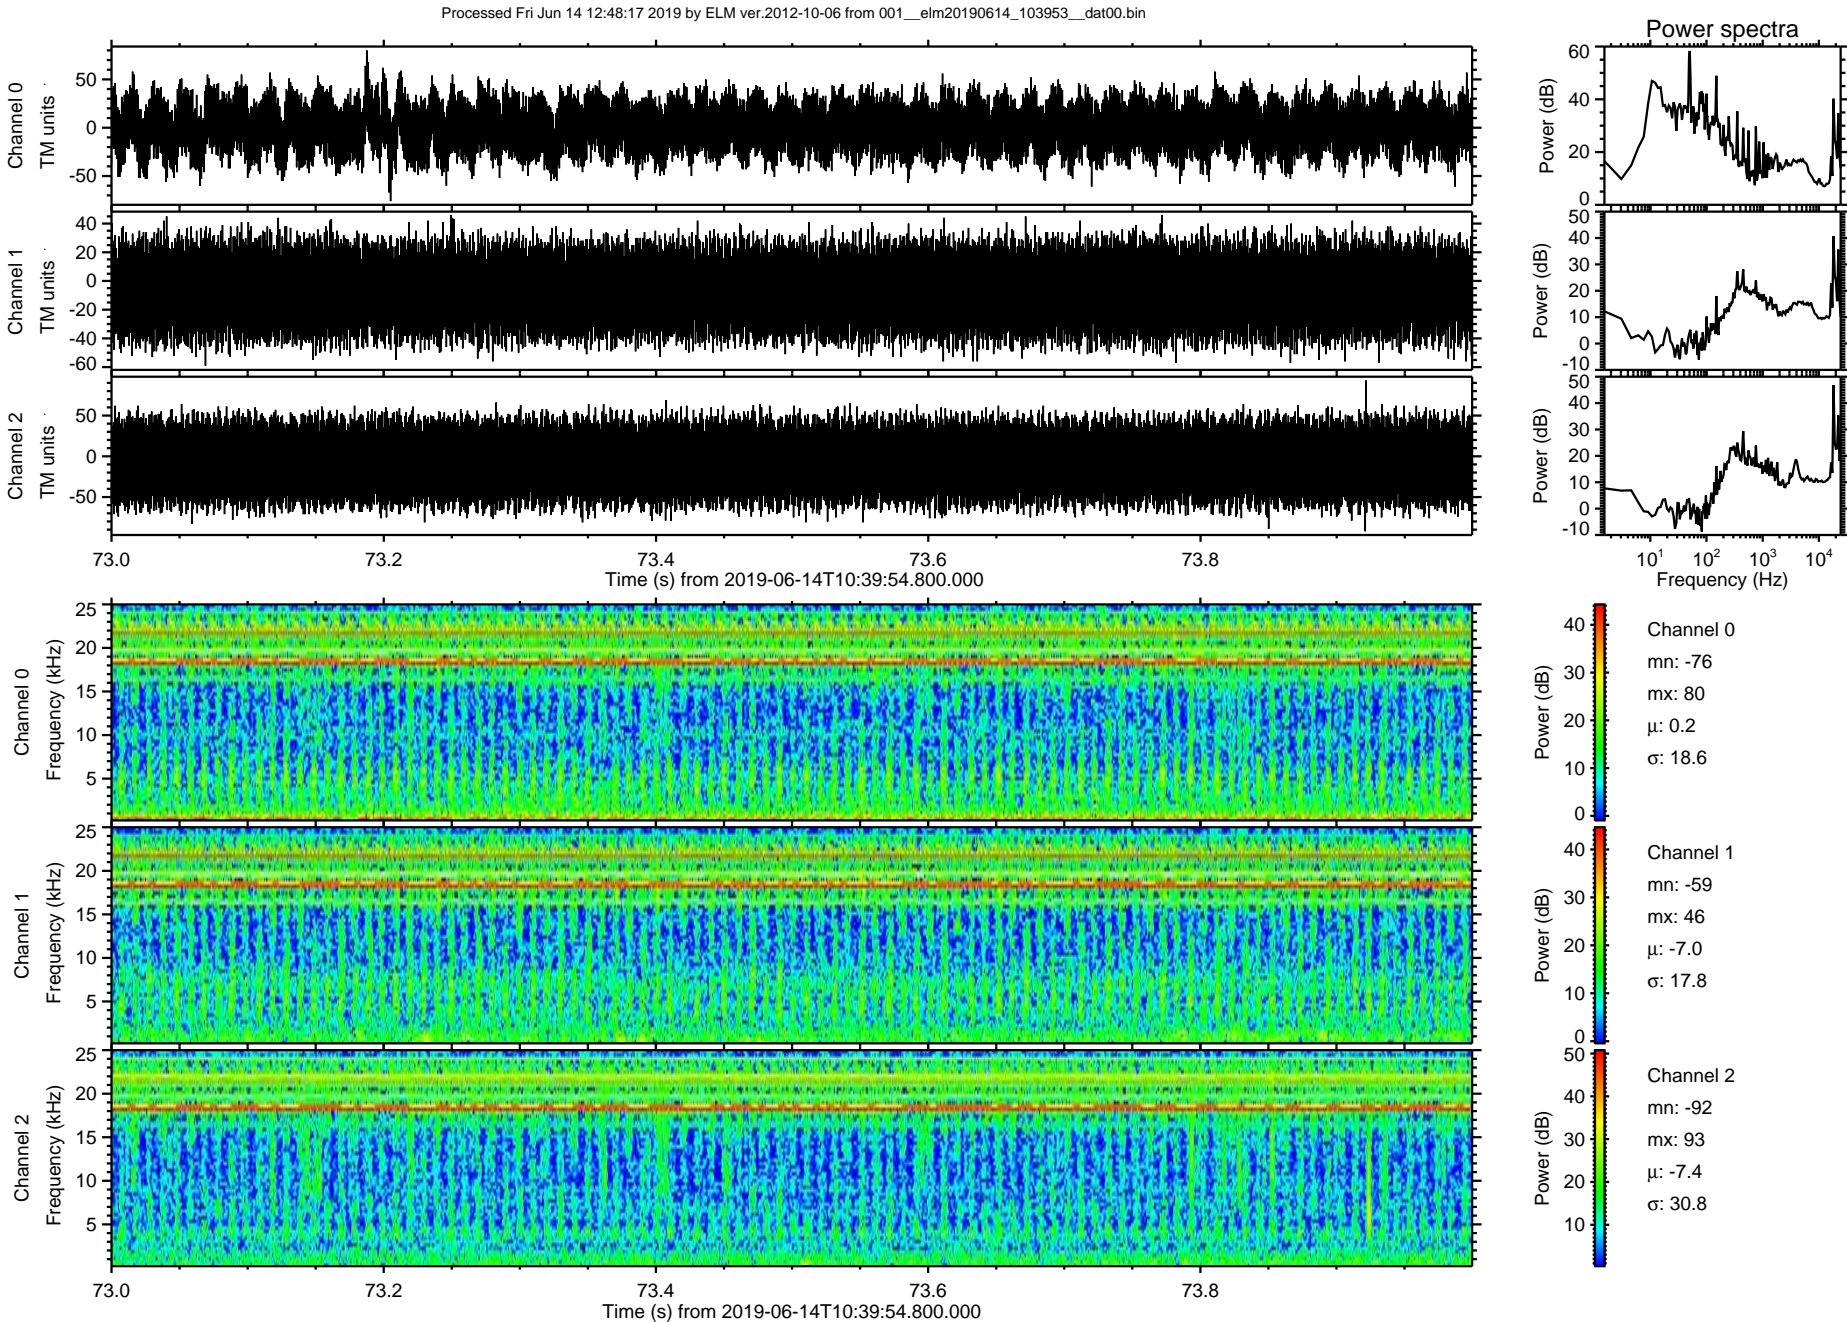 Processed Fri Jun 14 12:48:17 2019 by ELM ver.2012-10-06 from 001__elm20190614_103953__dat00.bin
Power spectra
Channel 0
TM units
50
0
-50
Power (dB)
60
40
20
0
Channel 1
TM units
40
20
0
-20
-40
-60
Power (dB)
50
40
30
20
10
0
-10
Channel 2
TM units
50
0
-50
Power (dB)
50
40
30
20
10
0
-10
73.0 73.2 73.4 73.6 73.8
Time (s) from 2019-06-14T10:39:54.800.000
10^1 10^2 10^3 10^4
Frequency (Hz)
Channel 0
Frequency (kHz)
25
20
15
10
5
Power (dB)
40
30
20
10
0
Channel 0
mn: -76
mx: 80
μ: 0.2
σ: 18.6
Channel 1
Frequency (kHz)
25
20
15
10
5
Power (dB)
40
30
20
10
0
Channel 1
mn: -59
mx: 46
μ: -7.0
σ: 17.8
Channel 2
Frequency (kHz)
25
20
15
10
5
Power (dB)
50
40
30
20
10
Channel 2
mn: -92
mx: 93
μ: -7.4
σ: 30.8
73.0 73.2 73.4 73.6 73.8
Time (s) from 2019-06-14T10:39:54.800.000